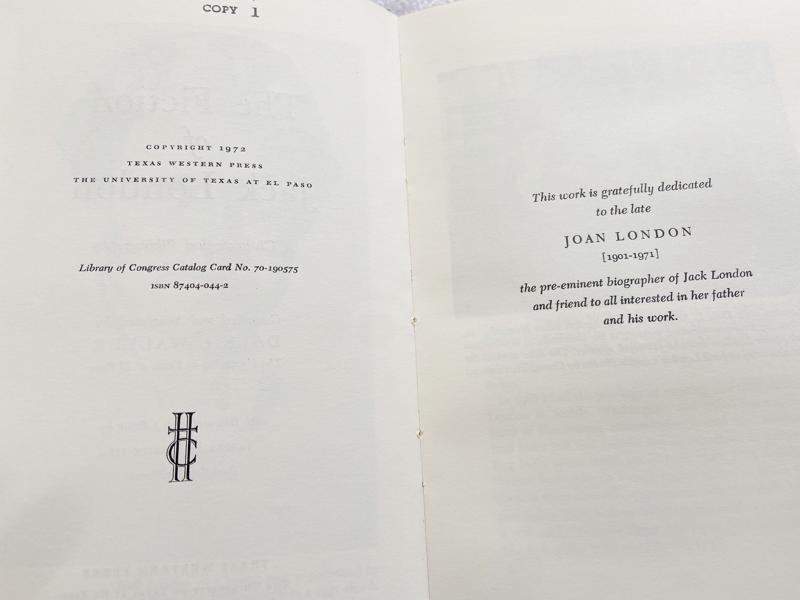 COPY 1
COPYRIGHT 1972
TEXAS WESTERN PRESS
THE UNIVERSITY OF TEXAS AT EL PASO
Library of Congress Catalog Card No. 70-190575
ISBN 87404-044-2
This work is gratefully dedicated
to the late
JOAN LONDON
[1901-1971]
the pre-eminent biographer of Jack London
and friend to all interested in her father
and his work.